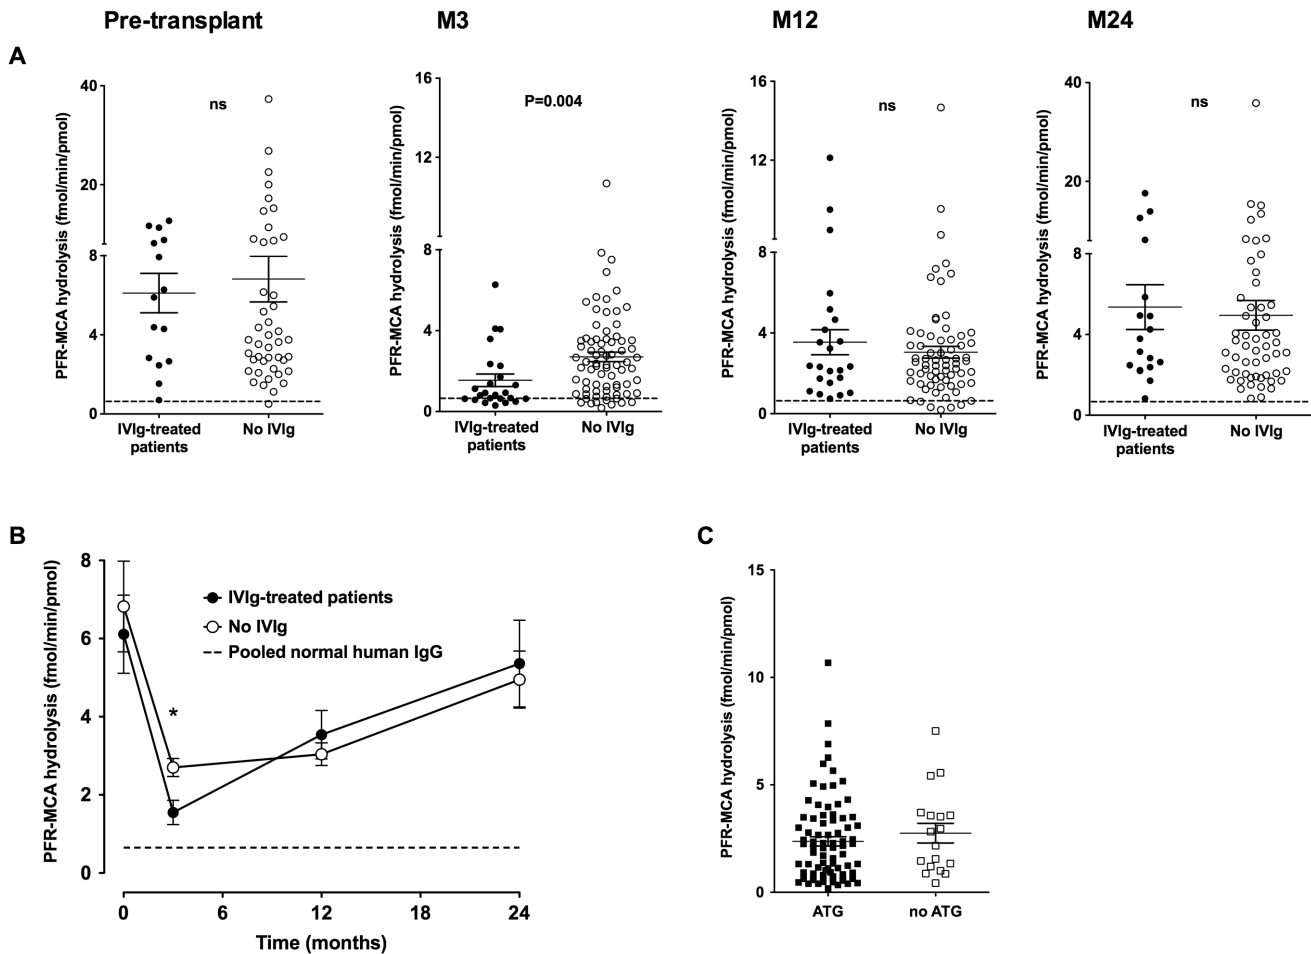 Pre-transplant M3 M12 M24
A
PFR-MCA hydrolysis (fmol/min/pmol)
40
20
8
4
0
ns
IVIg-treated
patients
No IVIg
PFR-MCA hydrolysis (fmol/min/pmol)
16
12
8
4
0
P=0.004
IVIg-treated
patients
No IVIg
PFR-MCA hydrolysis (fmol/min/pmol)
16
12
8
4
0
ns
IVIg-treated
patients
No IVIg
PFR-MCA hydrolysis (fmol/min/pmol)
40
20
8
4
0
ns
IVIg-treated
patients
No IVIg
B
PFR-MCA hydrolysis (fmol/min/pmol)
8
6
4
2
0
IVIg-treated patients
No IVIg
Pooled normal human IgG
*
0 6 12 18 24
Time (months)
C
PFR-MCA hydrolysis (fmol/min/pmol)
15
10
5
0
ATG no ATG